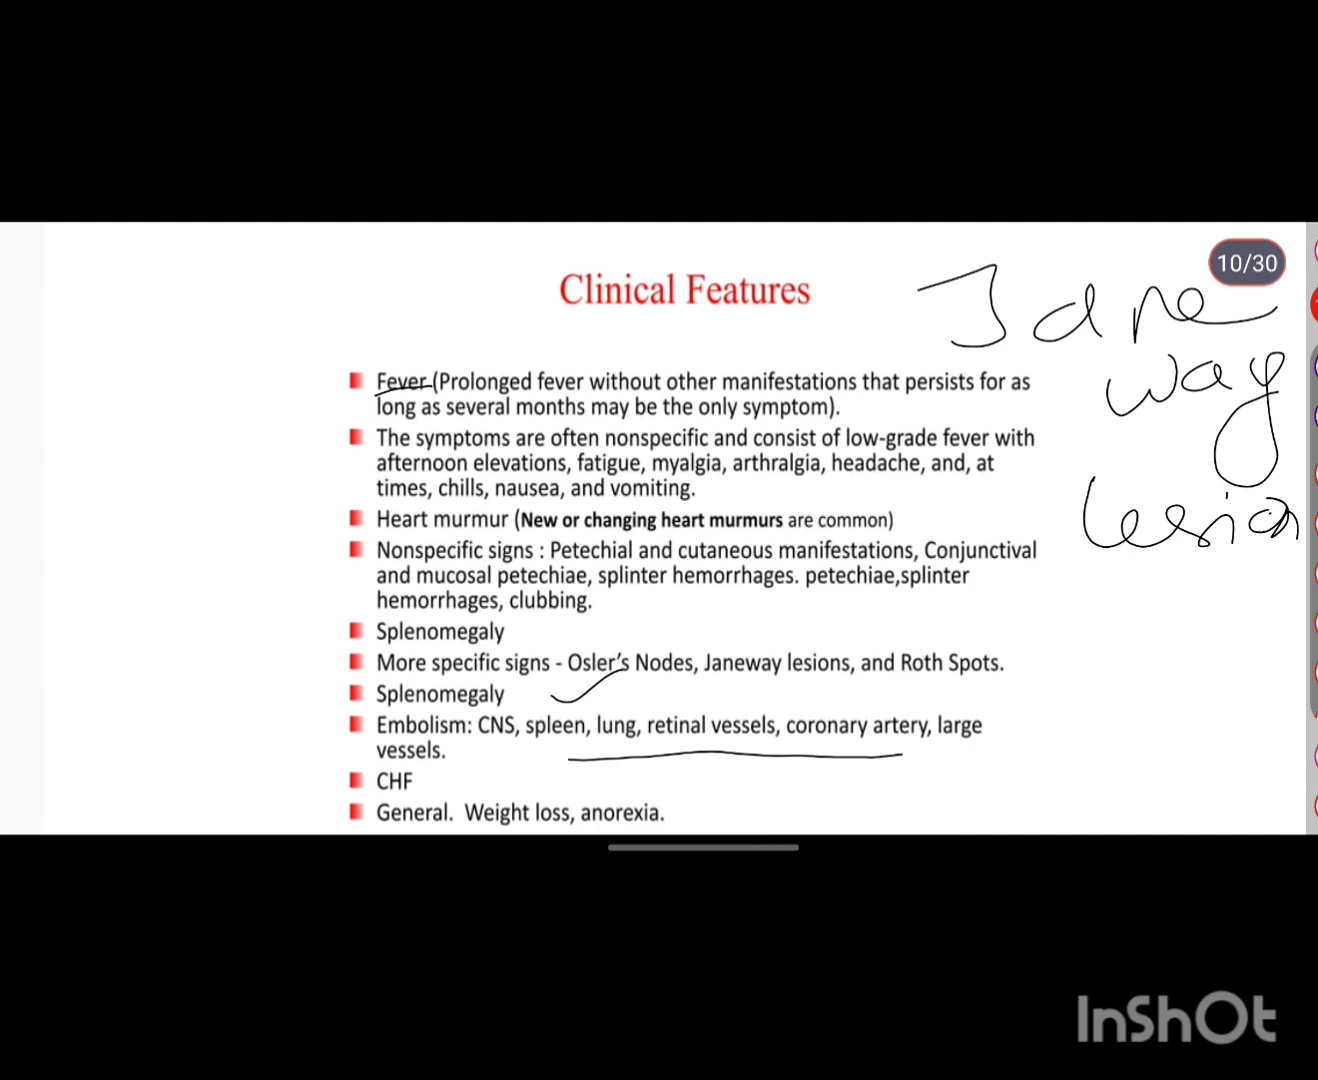 10/30
Clinical Features
Jane
way
Lesion
Fever (Prolonged fever without other manifestations that persists for as
long as several months may be the only symptom).
The symptoms are often nonspecific and consist of low-grade fever with
afternoon elevations, fatigue, myalgia, arthralgia, headache, and, at
times, chills, nausea, and vomiting.
Heart murmur (New or changing heart murmurs are common)
Nonspecific signs : Petechial and cutaneous manifestations, Conjunctival
and mucosal petechiae, splinter hemorrhages. petechiae,splinter
hemorrhages, clubbing.
Splenomegaly
More specific signs - Osler's Nodes, Janeway lesions, and Roth Spots.
Splenomegaly
Embolism: CNS, spleen, lung, retinal vessels, coronary artery, large
vessels.
CHF
General. Weight loss, anorexia.
InShOt